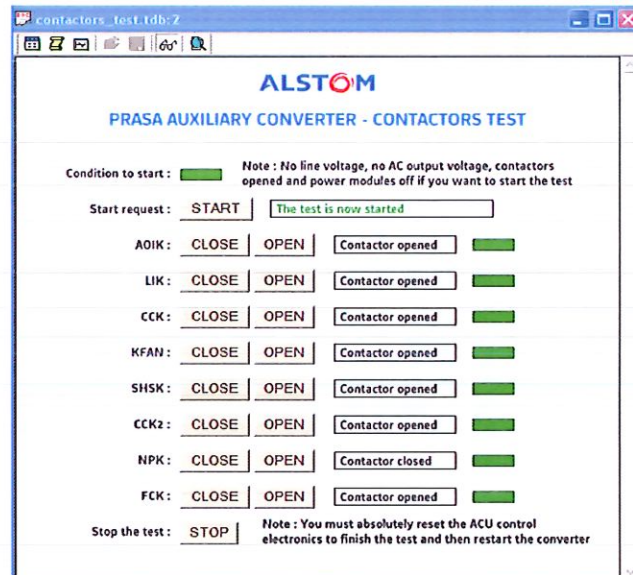 contactors_test.tdb:2
ALSTOM
PRASA AUXILIARY CONVERTER - CONTACTORS TEST
Condition to start : Note : No line voltage, no AC output voltage, contactors
opened and power modules off if you want to start the test
Start request : START The test is now started
AOIK : CLOSE OPEN Contactor opened
LIK : CLOSE OPEN Contactor opened
CCK : CLOSE OPEN Contactor opened
KFAN : CLOSE OPEN Contactor opened
SHSK : CLOSE OPEN Contactor opened
CCK2 : CLOSE OPEN Contactor opened
NPK : CLOSE OPEN Contactor closed
FCK : CLOSE OPEN Contactor opened
Stop the test : STOP Note : You must absolutely reset the ACU control
electronics to finish the test and then restart the converter